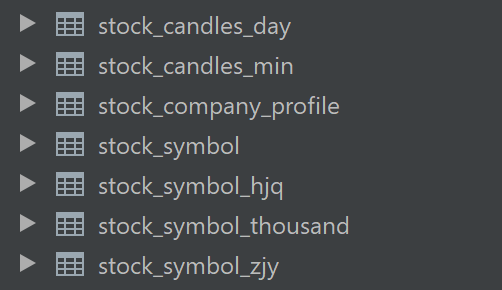 stock_candles_day
stock_candles_min
stock_company_profile
stock_symbol
stock_symbol_hjq
stock_symbol_thousand
stock_symbol_zjy